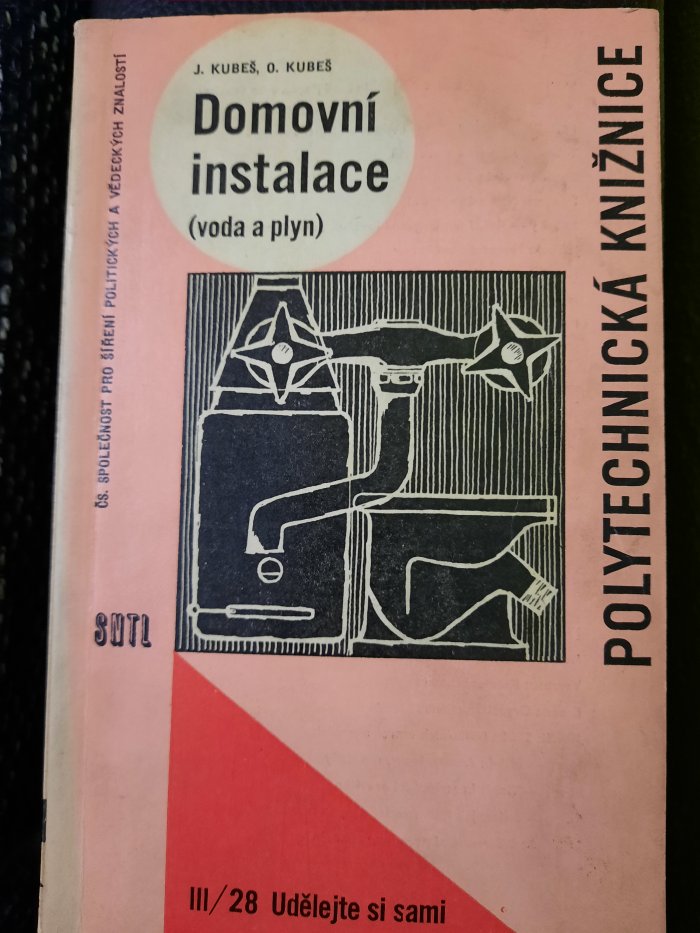 J. KUBEŠ, O. KUBEŠ
Domovní
instalace
(voda a plyn)
ČS. SPOLEČNOST PRO ŠÍŘENÍ POLITICKÝCH A VĚDECKÝCH ZNALOSTÍ
POLYTECHNICKÁ KNIŽNICE
SNTL
III/28 Udělejte si sami